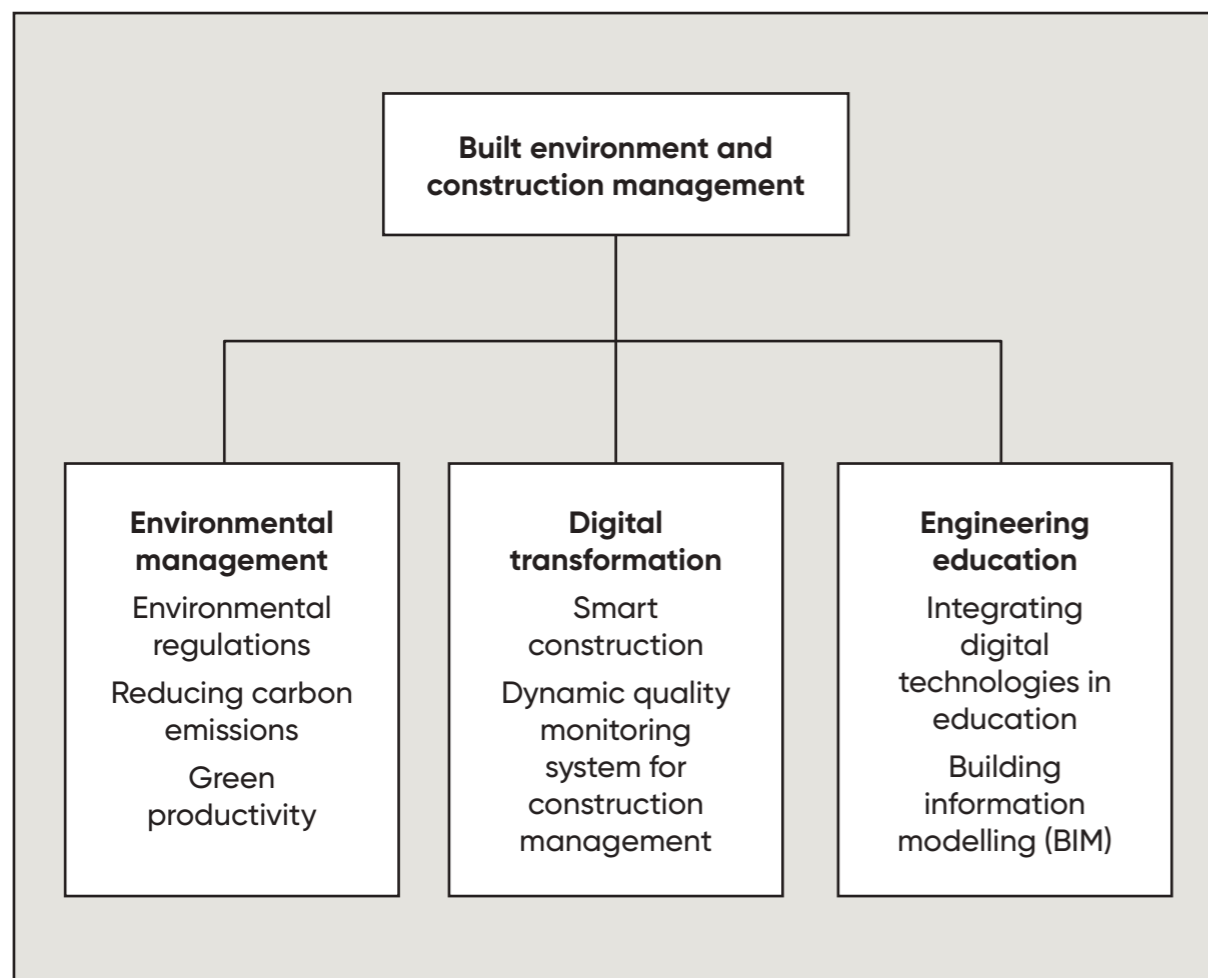 Built environment and
construction management
Environmental
management
Environmental
regulations
Reducing carbon
emissions
Green
productivity
Digital
transformation
Smart
construction
Dynamic quality
monitoring
system for
construction
management
Engineering
education
Integrating
digital
technologies in
education
Building
information
modelling (BIM)